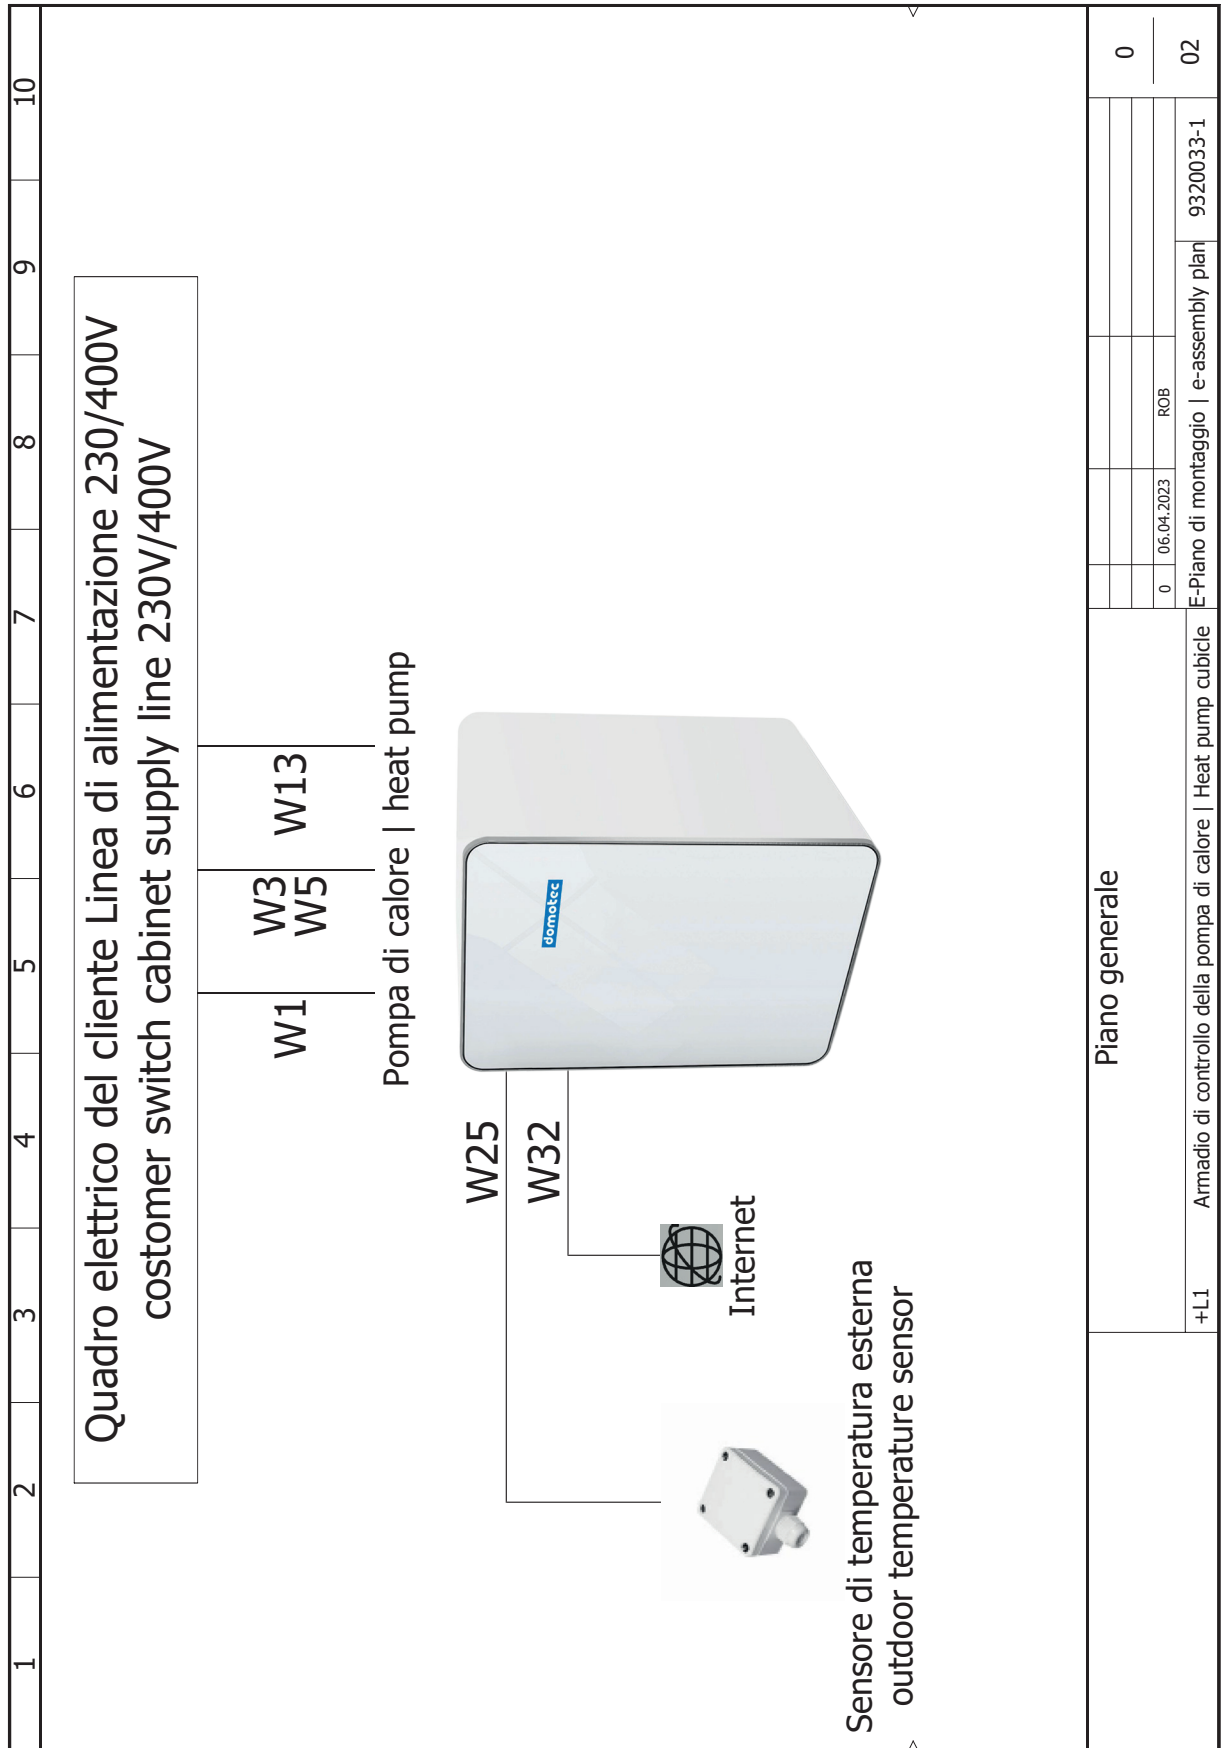 1 2 3 4 5 6 7 8 9 10
Quadro elettrico del cliente Linea di alimentazione 230/400V
costomer switch cabinet supply line 230V/400V
W1
W3
W5
W13
Pompa di calore | heat pump
domotec
W25
W32
Internet
Sensore di temperatura esterna
outdoor temperature sensor
Piano generale
+L1
Armadio di controllo della pompa di calore | Heat pump cubicle
0 06.04.2023 ROB
E-Piano di montaggio | e-assembly plan
9320033-1
0
02